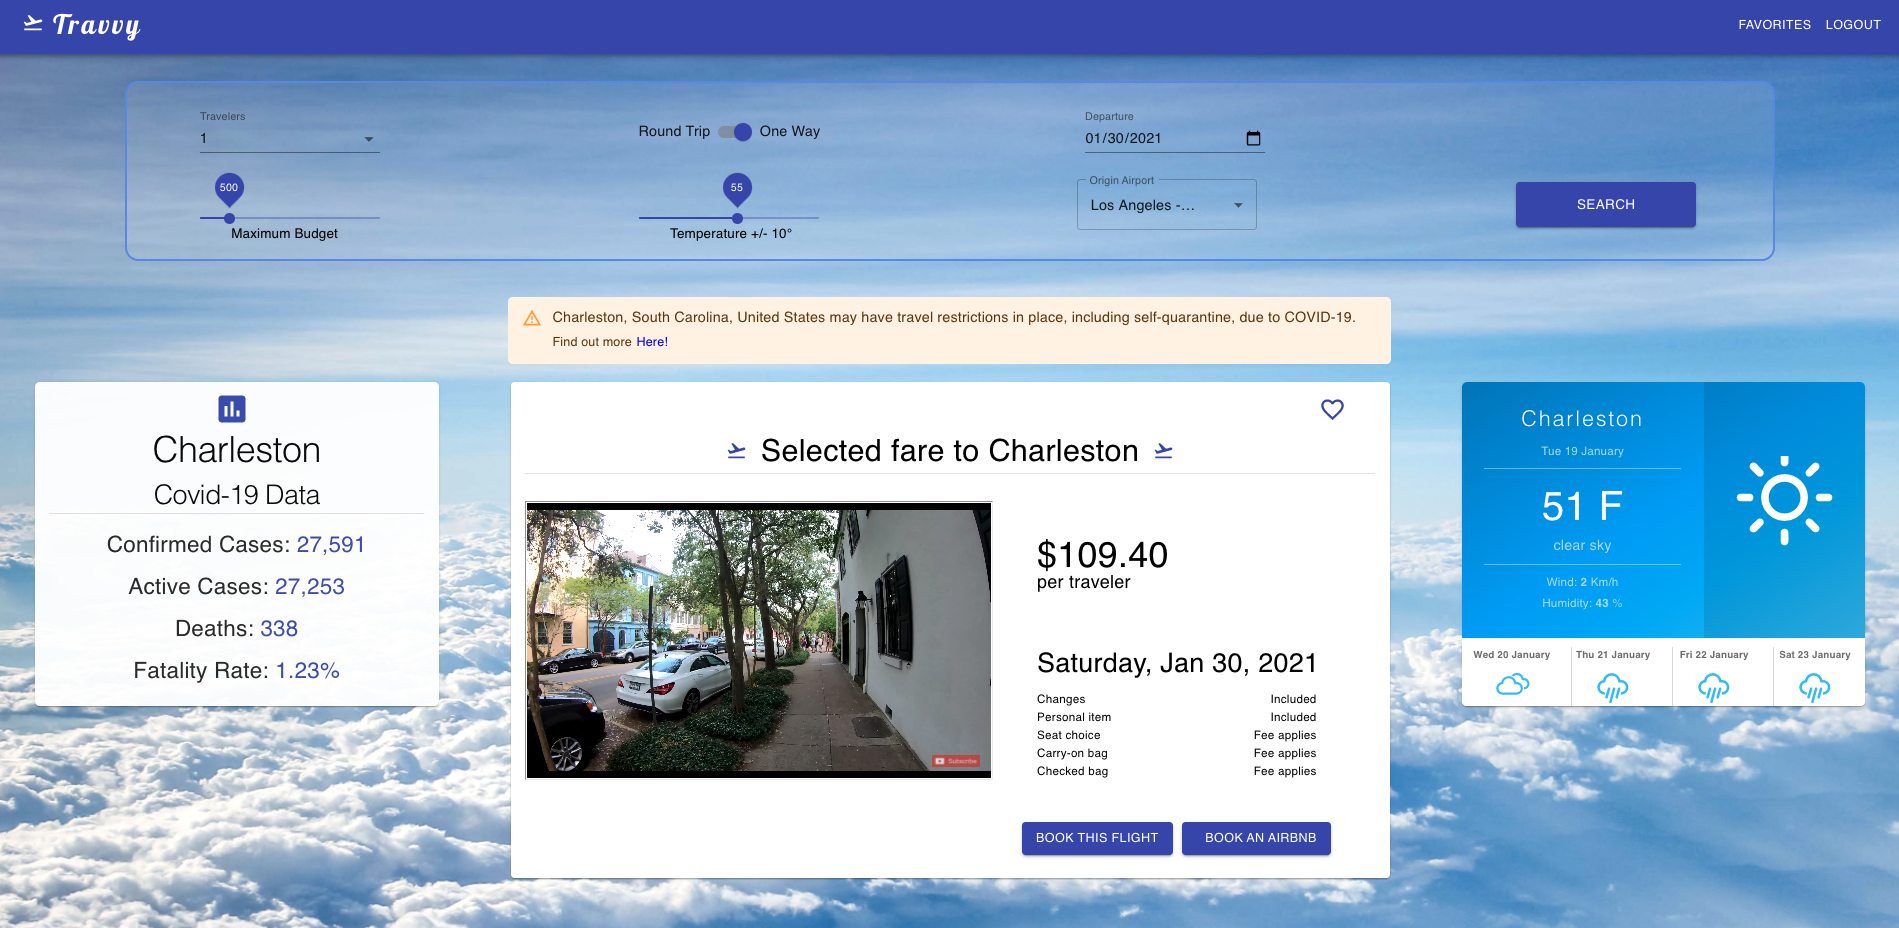 Travvy
FAVORITES LOGOUT
Travelers
1
Round Trip One Way
Departure
01/30/2021
500
Maximum Budget
55
Temperature +/- 10°
Origin Airport
Los Angeles -...
SEARCH
Charleston, South Carolina, United States may have travel restrictions in place, including self-quarantine, due to COVID-19.
Find out more Here!
Charleston
Covid-19 Data
Confirmed Cases: 27,591
Active Cases: 27,253
Deaths: 338
Fatality Rate: 1.23%
Selected fare to Charleston
Subscribe
$109.40
per traveler
Saturday, Jan 30, 2021
Changes Included
Personal item Included
Seat choice Fee applies
Carry-on bag Fee applies
Checked bag Fee applies
BOOK THIS FLIGHT BOOK AN AIRBNB
Charleston
Tue 19 January
51 F
clear sky
Wind: 2 Km/h
Humidity: 43 %
Wed 20 January Thu 21 January Fri 22 January Sat 23 January